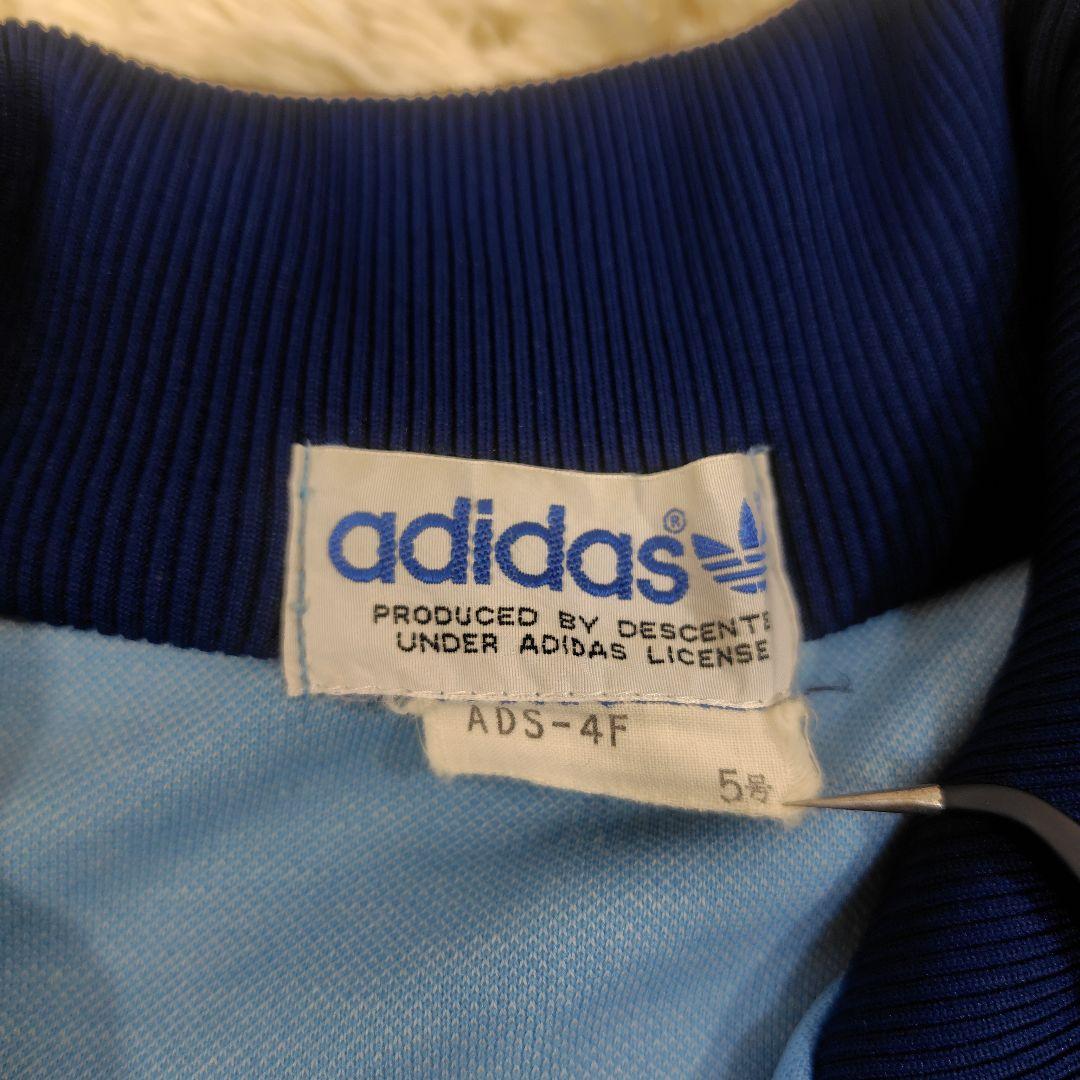 adidas®
PRODUCED BY DESCENTE
UNDER ADIDAS LICENSE
ADS-4F
5号